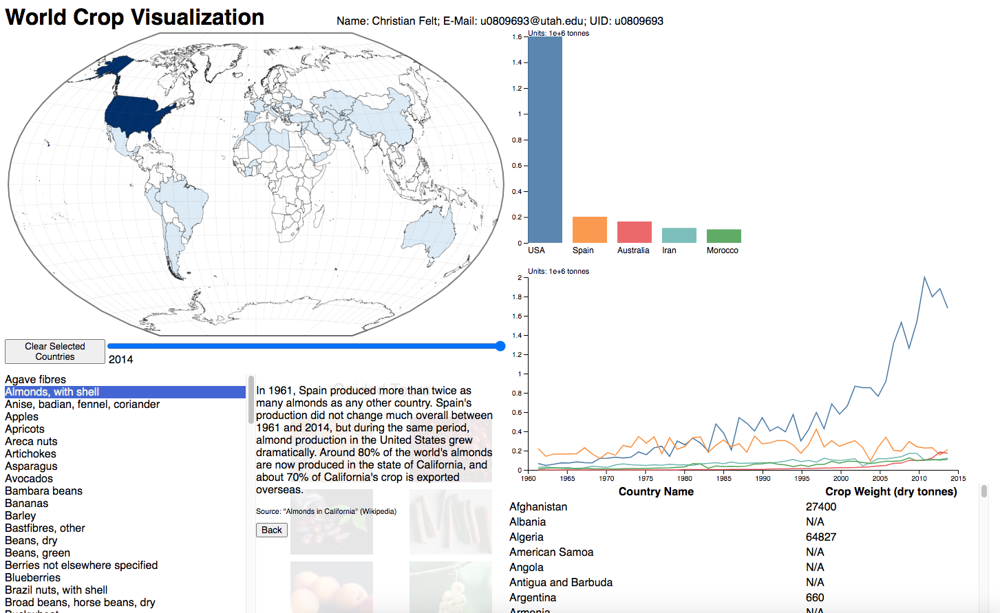 World Crop Visualization
Name: Christian Felt; E-Mail: u0809693@utah.edu; UID: u0809693
Units: 1e+6 tonnes
1.6
1.4
1.2
1
0.8
0.6
0.4
0.2
0
USA Spain Australia Iran Morocco
Clear Selected
Countries
2014
Agave fibres
Almonds, with shell
Anise, badian, fennel, coriander
Apples
Apricots
Areca nuts
Artichokes
Asparagus
Avocados
Bambara beans
Bananas
Barley
Bastfibres, other
Beans, dry
Beans, green
Berries not elsewhere specified
Blueberries
Brazil nuts, with shell
Broad beans, horse beans, dry
In 1961, Spain produced more than twice as
many almonds as any other country. Spain's
production did not change much overall between
1961 and 2014, but during the same period,
almond production in the United States grew
dramatically. Around 80% of the world's almonds
are now produced in the state of California, and
about 70% of California's crop is exported
overseas.
Source: "Almonds in California" (Wikipedia)
Back
Units: 1e+6 tonnes
2
1.8
1.6
1.4
1.2
1
0.8
0.6
0.4
0.2
0
1960 1965 1970 1975 1980 1985 1990 1995 2000 2005 2010 2015
Country Name Crop Weight (dry tonnes)
Afghanistan 27400
Albania N/A
Algeria 64827
American Samoa N/A
Angola N/A
Antigua and Barbuda N/A
Argentina 660
Armenia N/A